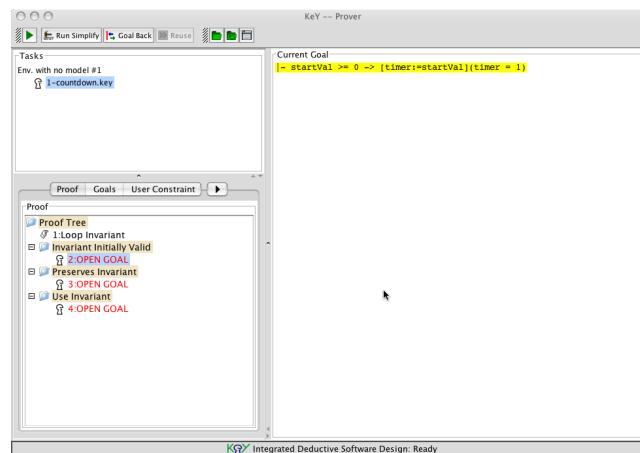 KeY -- Prover
Run Simplify
Goal Back
Reuse
Tasks
Env. with no model #1
1-countdown.key
Current Goal
|- startVal >= 0 -> [timer:=startVal](timer = 1)
Proof
Goals
User Constraint
Proof
Proof Tree
1:Loop Invariant
Invariant Initially Valid
2:OPEN GOAL
Preserves Invariant
3:OPEN GOAL
Use Invariant
4:OPEN GOAL
KeY Integrated Deductive Software Design: Ready